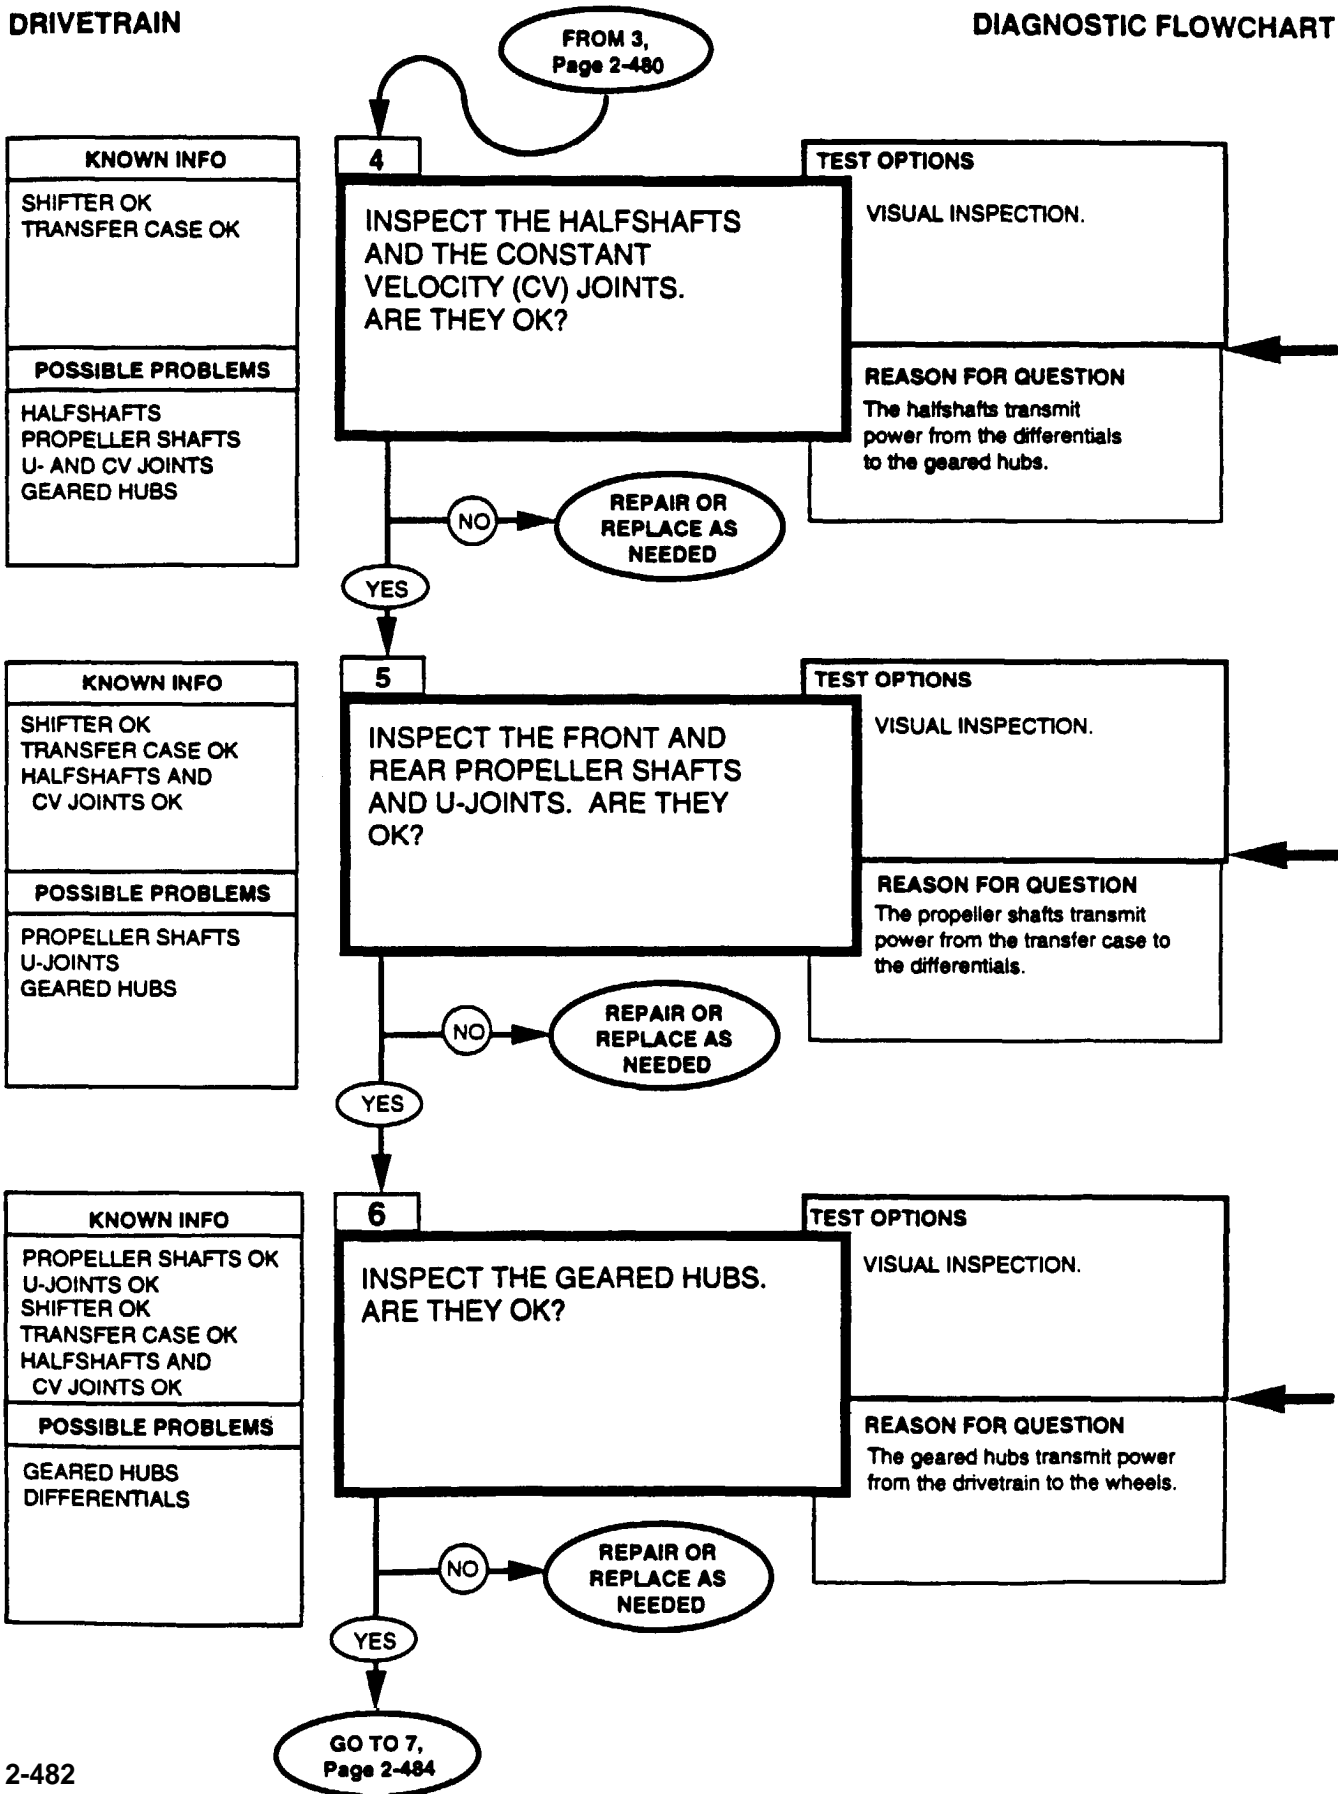 DRIVETRAIN
DIAGNOSTIC FLOWCHART
FROM 3,
Page 2-480
KNOWN INFO
SHIFTER OK
TRANSFER CASE OK
POSSIBLE PROBLEMS
HALFSHAFTS
PROPELLER SHAFTS
U- AND CV JOINTS
GEARED HUBS
4
INSPECT THE HALFSHAFTS
AND THE CONSTANT
VELOCITY (CV) JOINTS.
ARE THEY OK?
TEST OPTIONS
VISUAL INSPECTION.
REASON FOR QUESTION
The halfshafts transmit
power from the differentials
to the geared hubs.
NO
REPAIR OR
REPLACE AS
NEEDED
YES
KNOWN INFO
SHIFTER OK
TRANSFER CASE OK
HALFSHAFTS AND
CV JOINTS OK
POSSIBLE PROBLEMS
PROPELLER SHAFTS
U-JOINTS
GEARED HUBS
5
INSPECT THE FRONT AND
REAR PROPELLER SHAFTS
AND U-JOINTS. ARE THEY
OK?
TEST OPTIONS
VISUAL INSPECTION.
REASON FOR QUESTION
The propeller shafts transmit
power from the transfer case to
the differentials.
NO
REPAIR OR
REPLACE AS
NEEDED
YES
KNOWN INFO
PROPELLER SHAFTS OK
U-JOINTS OK
SHIFTER OK
TRANSFER CASE OK
HALFSHAFTS AND
CV JOINTS OK
POSSIBLE PROBLEMS
GEARED HUBS
DIFFERENTIALS
6
INSPECT THE GEARED HUBS.
ARE THEY OK?
TEST OPTIONS
VISUAL INSPECTION.
REASON FOR QUESTION
The geared hubs transmit power
from the drivetrain to the wheels.
NO
REPAIR OR
REPLACE AS
NEEDED
YES
GO TO 7,
Page 2-484
2-482